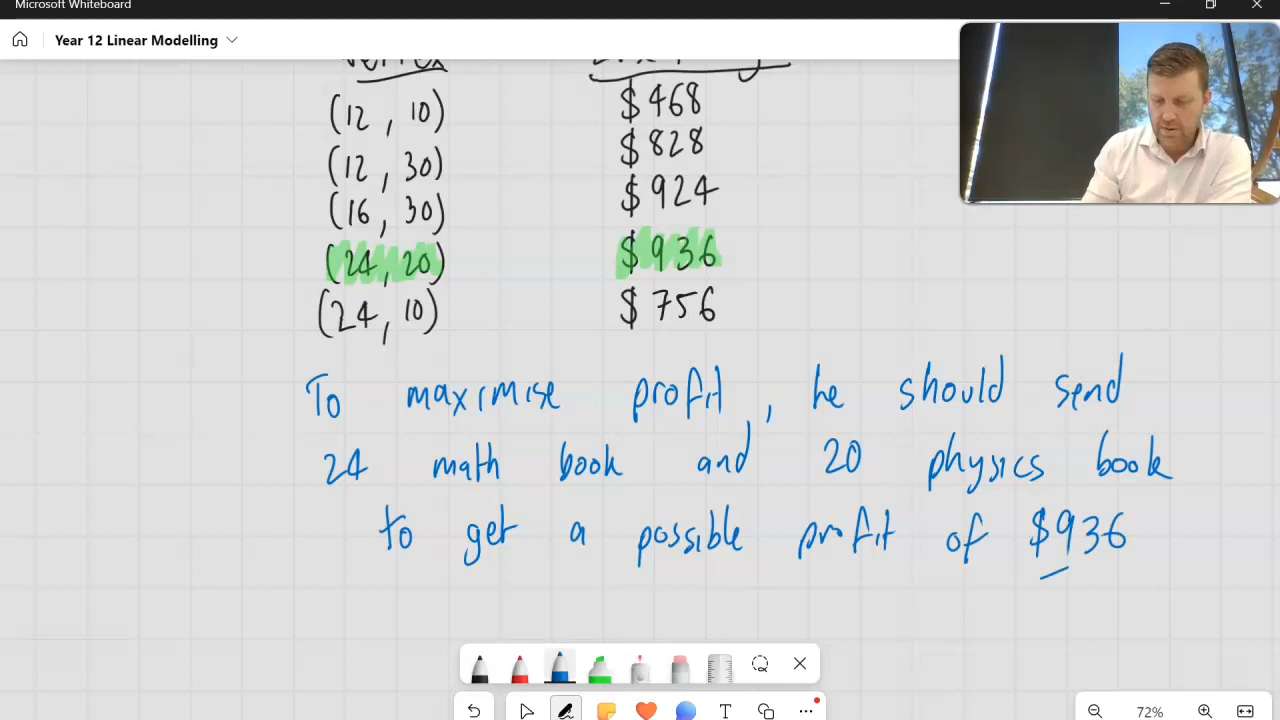 Microsoft Whiteboard
Year 12 Linear Modelling
(12, 10) $468
(12, 30) $828
(16, 30) $924
(24, 20) $936
(24, 10) $756
To maximise profit, he should send
24 math book and 20 physics book
to get a possible profit of $936
72%